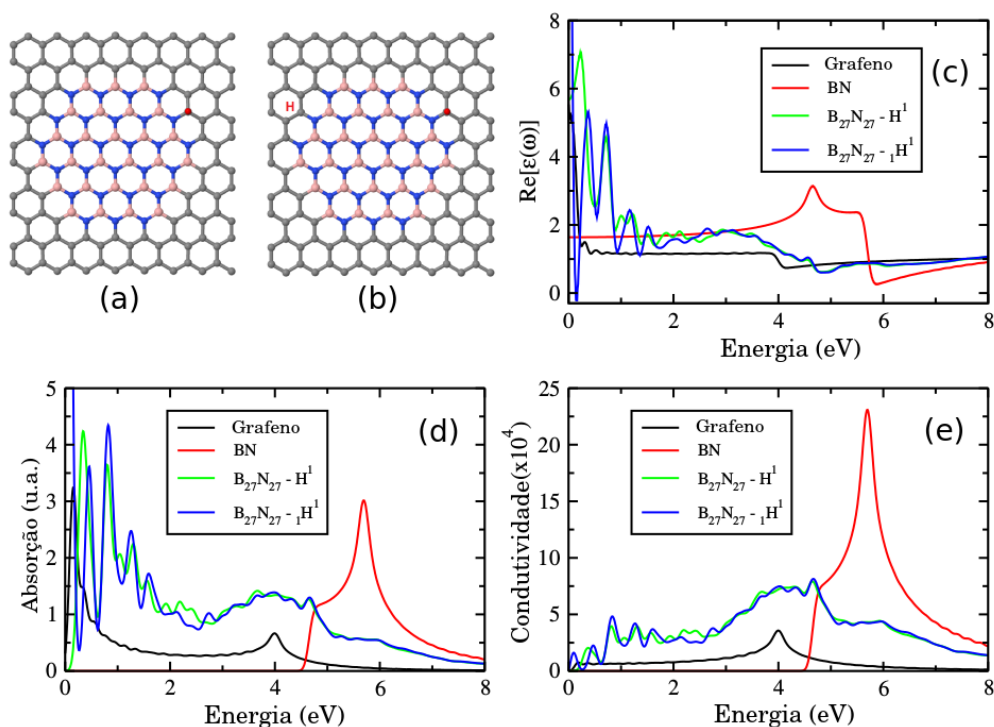 H
(a)
(b)
Re[ε(ω)]
6
4
2
0
0
2
4
6
8
Energia (eV)
Grafeno
BN
B₂₇N₂₇ - H¹
B₂₇N₂₇ - ₁H¹
(c)
Absorção (u.a.)
5
4
3
2
1
0
0
2
4
6
8
Energia (eV)
Grafeno
BN
B₂₇N₂₇ - H¹
B₂₇N₂₇ - ₁H¹
(d)
Condutividade(x10⁴)
25
20
15
10
5
0
0
2
4
6
8
Energia (eV)
Grafeno
BN
B₂₇N₂₇ - H¹
B₂₇N₂₇ - ₁H¹
(e)